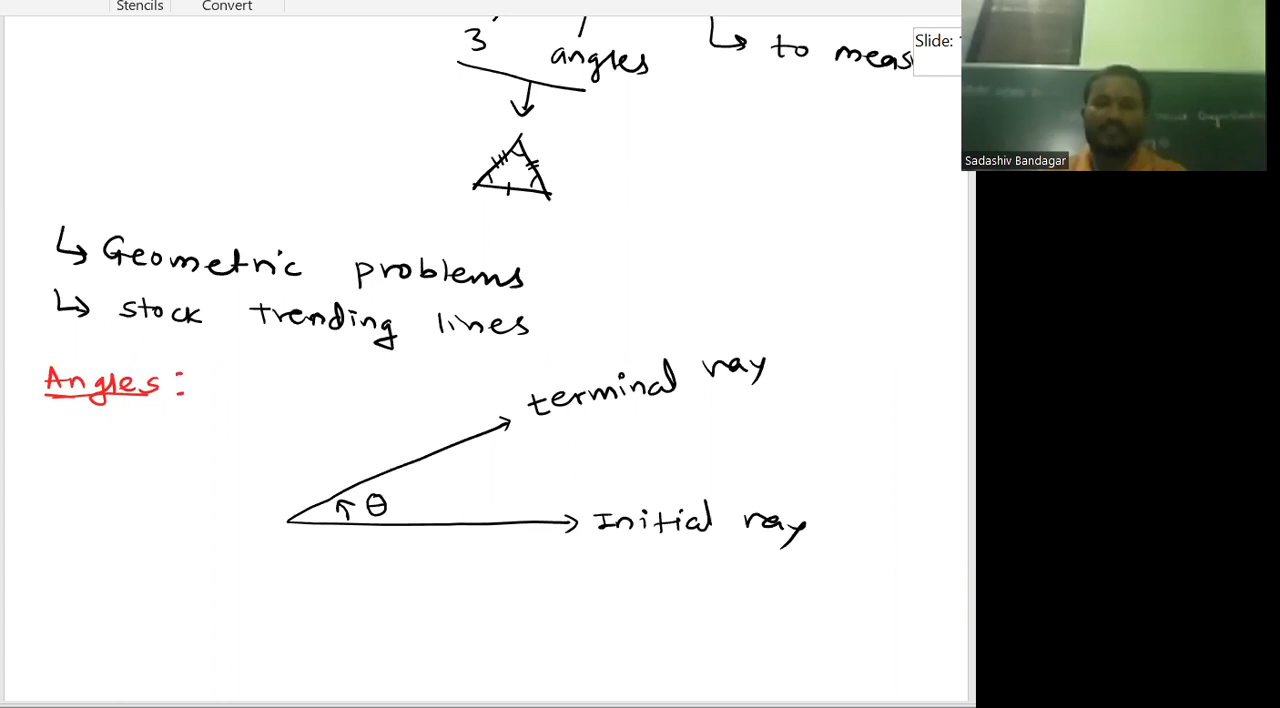 Stencils Convert
3 angles
↳ to meas
Slide:
Sadashiv Bandagar
↳ Geometric problems
↳ stock trending lines
Angles:
terminal ray
θ
Initial ray